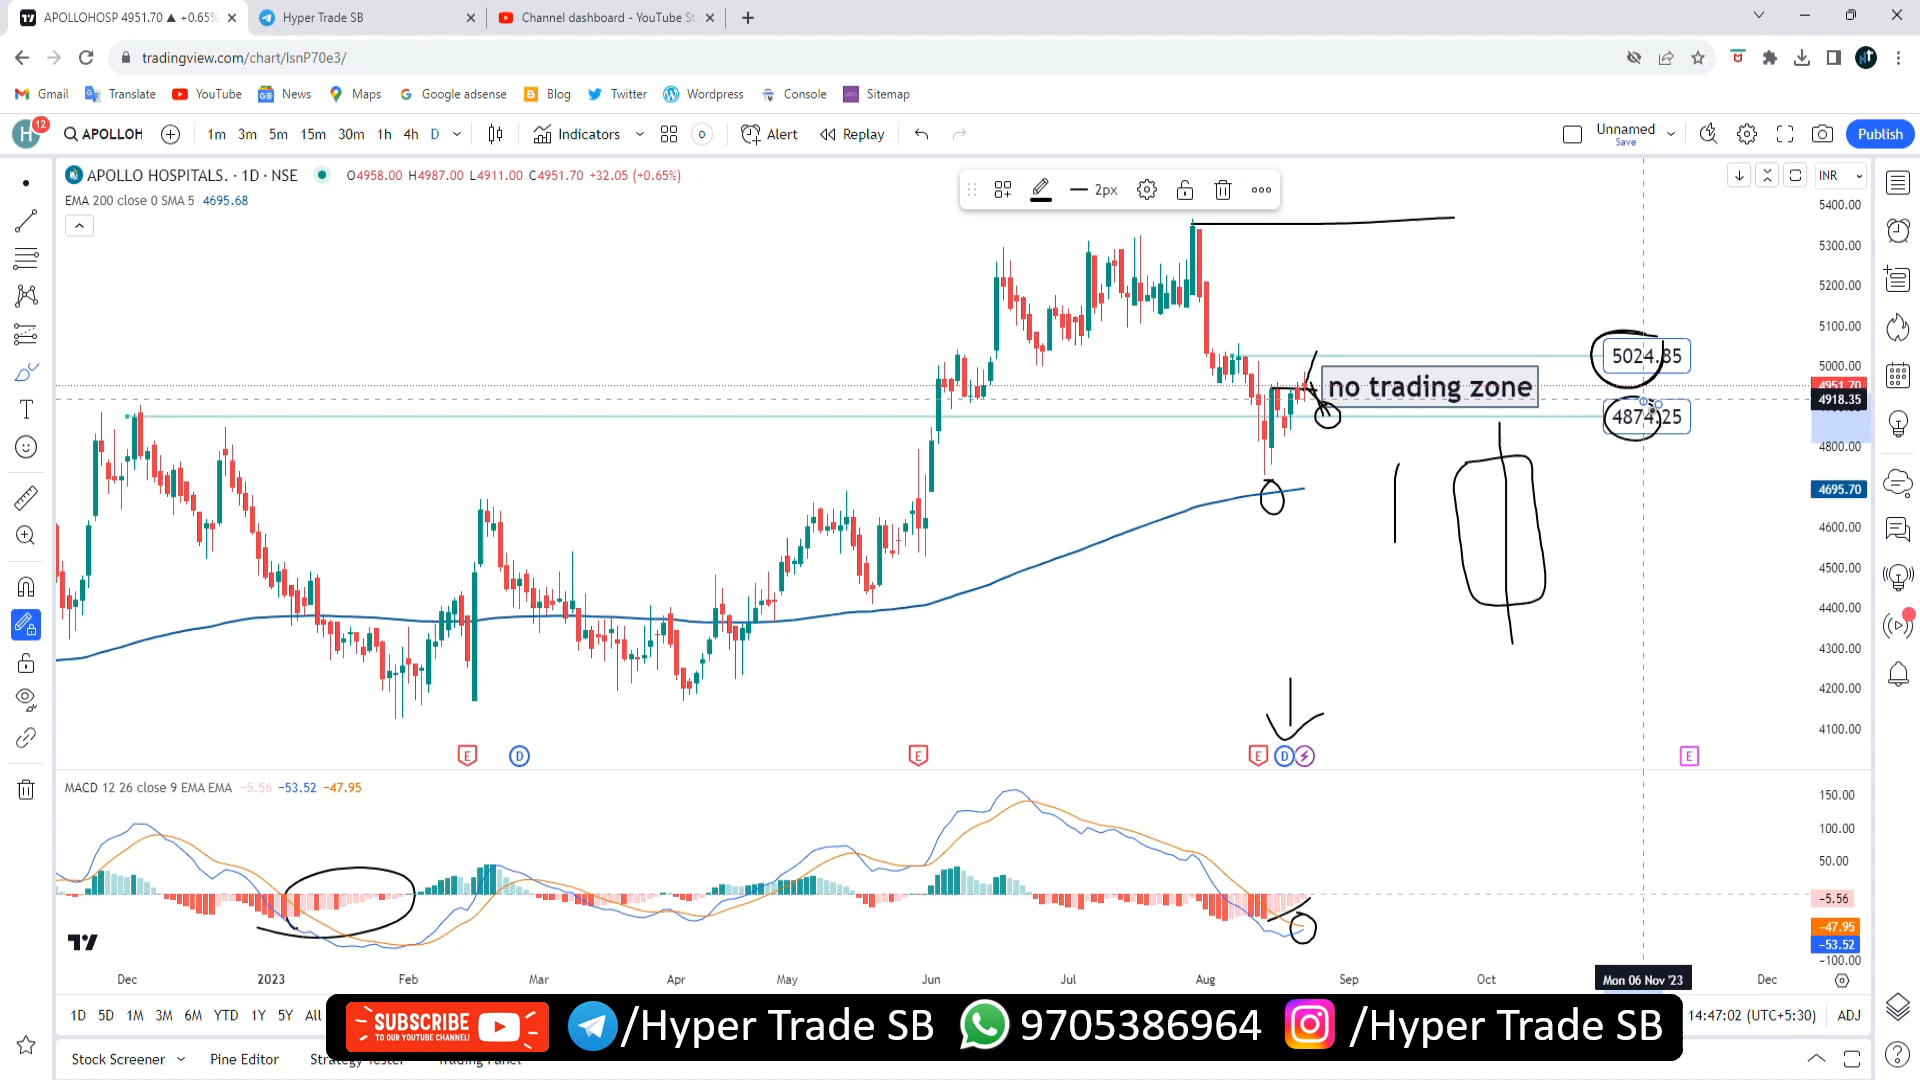 APOLLOHOSP 4951.70 ▲ +0.65%
Hyper Trade SB
Channel dashboard - YouTube St
tradingview.com/chart/IsnP70e3/
Gmail Translate YouTube News Maps Google adsense Blog Twitter Wordpress Console Sitemap
H 12 APOLLOH 1m 3m 5m 15m 30m 1h 4h D Indicators Alert Replay Unnamed Save Publish
APOLLO HOSPITALS. · 1D · NSE O4958.00 H4987.00 L4911.00 C4951.70 +32.05 (+0.65%)
EMA 200 close 0 SMA 5 4695.68
2px
INR
5400.00
5300.00
5200.00
5100.00
5024.85
5000.00
4951.70
no trading zone
4918.35
4874.25
4800.00
4695.70
4600.00
4500.00
4400.00
4300.00
4200.00
4100.00
E D E E D E
MACD 12 26 close 9 EMA EMA −5.56 −53.52 −47.95
150.00
100.00
50.00
−5.56
−47.95
−53.52
−100.00
Dec 2023 Feb Mar Apr May Jun Jul Aug Sep Oct Mon 06 Nov '23 Dec
1D 5D 1M 3M 6M YTD 1Y 5Y All
14:47:02 (UTC+5:30) ADJ
SUBSCRIBE
TO OUR YOUTUBE CHANNEL!
/Hyper Trade SB 9705386964 /Hyper Trade SB
Stock Screener Pine Editor Strategy Tester Trading Panel